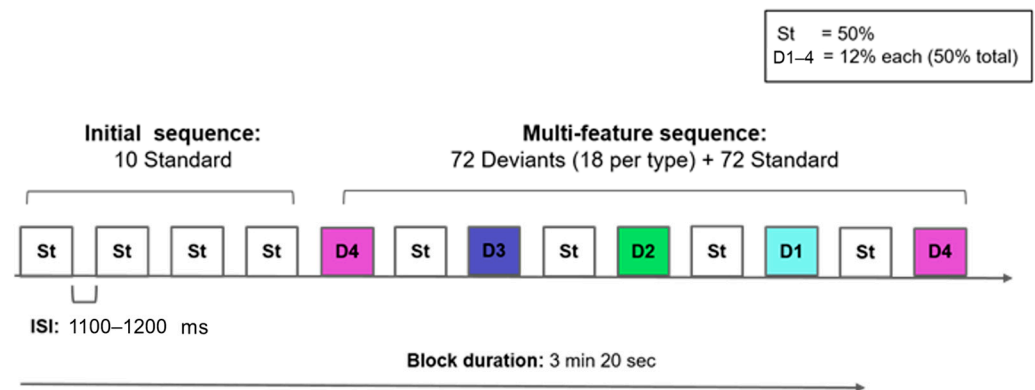 St = 50%
D1–4 = 12% each (50% total)
Initial sequence:
10 Standard
Multi-feature sequence:
72 Deviants (18 per type) + 72 Standard
St St St St D4 St D3 St D2 St D1 St D4
ISI: 1100–1200 ms
Block duration: 3 min 20 sec